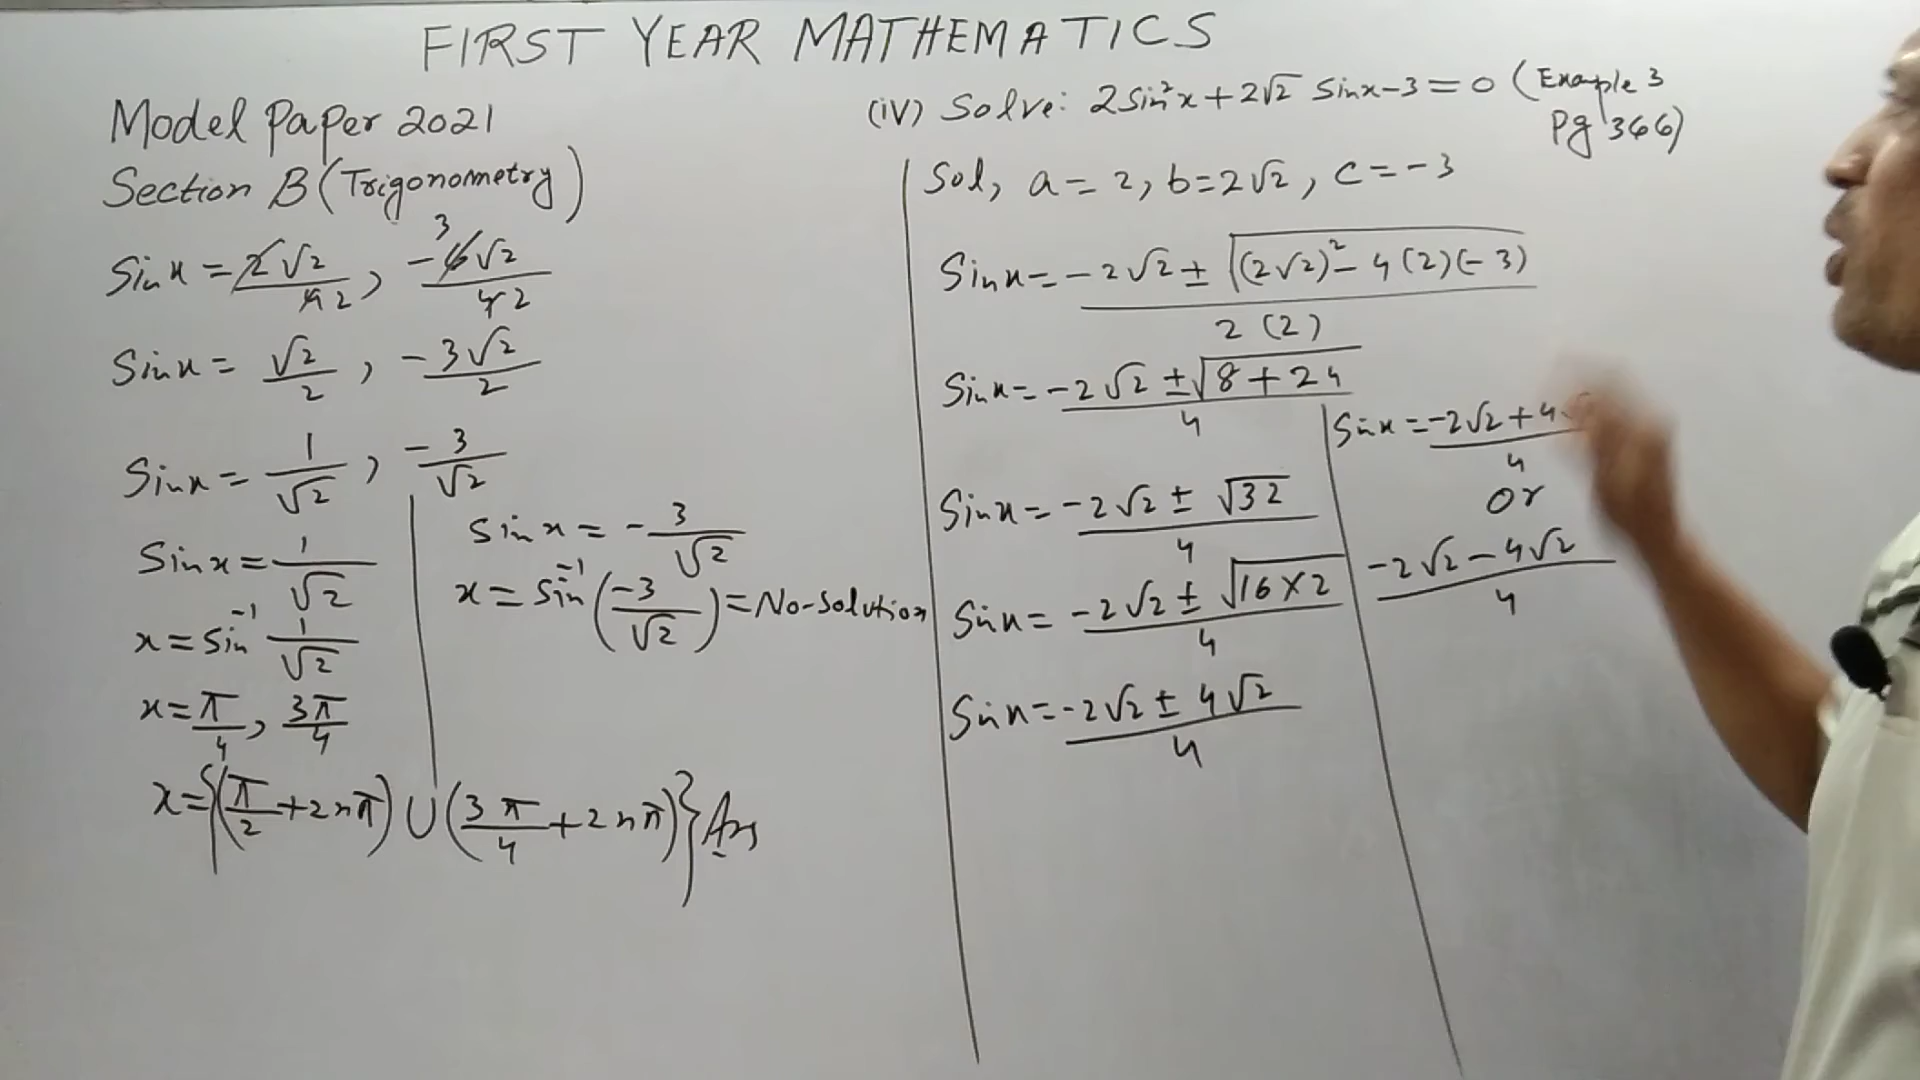 FIRST YEAR MATHEMATICS
Model Paper 2021
Section B (Trigonometry)
(iv) Solve: 2Sin²x + 2√2 Sinx - 3 = 0 (Example 3
Pg 366)
Sol, a = 2, b = 2√2, c = -3
Sinx = (-2√2 ± √((2√2)² - 4(2)(-3))) / 2(2)
Sinx = (-2√2 ± √(8 + 24)) / 4
Sinx = (-2√2 ± √32) / 4
Sinx = (-2√2 ± √(16 × 2)) / 4
Sinx = (-2√2 ± 4√2) / 4
Sinx = (-2√2 + 4 / 4
Or
(-2√2 - 4√2) / 4
Sinx = 2√2 / 4 2, -6 3 √2 / 4 2
Sinx = √2/2, -3√2/2
Sinx = 1/√2, -3/√2
Sinx = 1/√2
x = Sin⁻¹ 1/√2
x = π/4, 3π/4
Sinx = -3/√2
x = Sin⁻¹(-3/√2) = No-Solution
x = {(π/2 + 2nπ) ∪ (3π/4 + 2nπ)} Ans